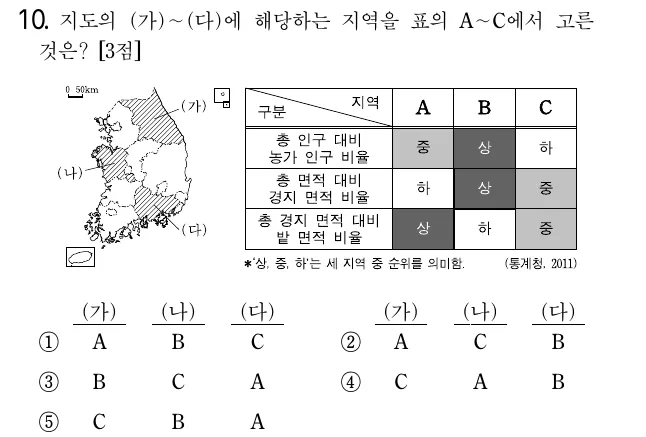 10. 지도의 (가)~(다)에 해당하는 지역을 표의 A~C에서 고른
것은? [3점]
0 50km
(가)
(나)
(다)
구분 지역 A B C
총 인구 대비
농가 인구 비율 중 상 하
총 면적 대비
경지 면적 비율 하 상 중
총 경지 면적 대비
밭 면적 비율 상 하 중
*'상, 중, 하'는 세 지역 중 순위를 의미함. (통계청, 2011)
(가) (나) (다) (가) (나) (다)
① A B C ② A C B
③ B C A ④ C A B
⑤ C B A